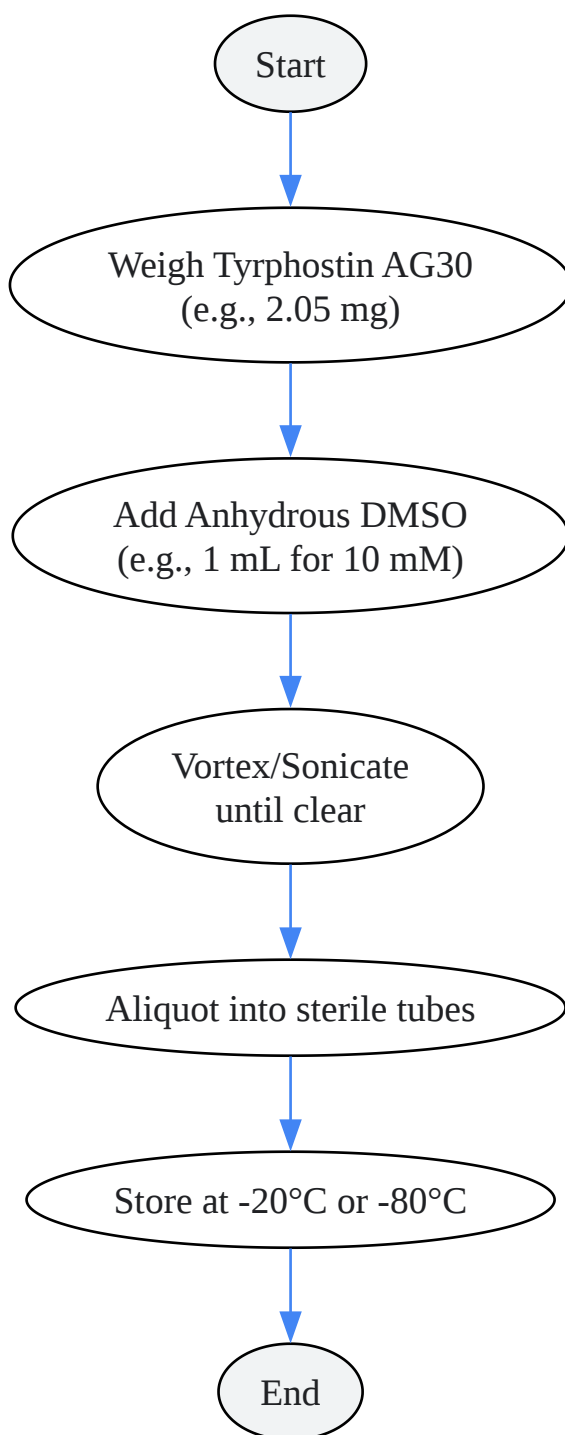 Start
Weigh Tyrphostin AG30
(e.g., 2.05 mg)
Add Anhydrous DMSO
(e.g., 1 mL for 10 mM)
Vortex/Sonicate
until clear
Aliquot into sterile tubes
Store at -20°C or -80°C
End